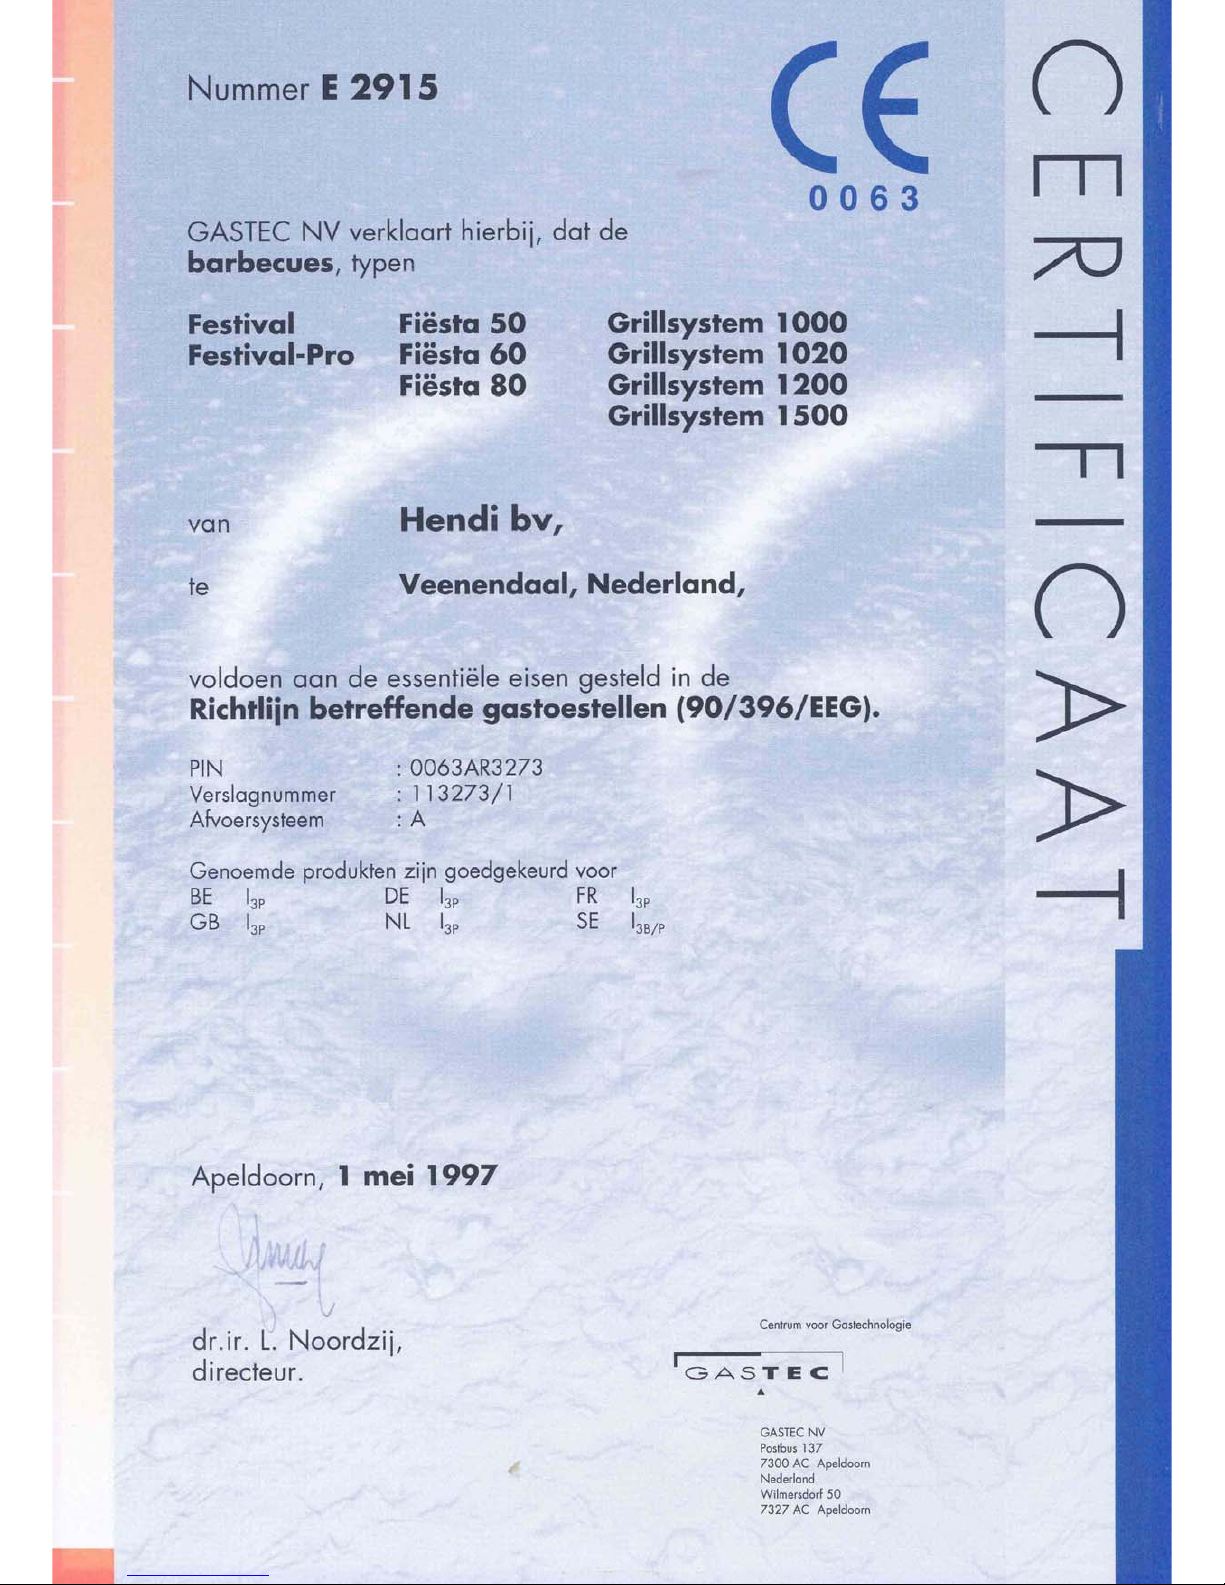 Nummer E 2915
CE
0063
CERTIFICAAT
GASTEC NV verklaart hierbij, dat de
barbecues, typen
Festival Fiësta 50 Grillsystem 1000
Festival-Pro Fiësta 60 Grillsystem 1020
Fiësta 80 Grillsystem 1200
Grillsystem 1500
van Hendi bv,
te Veenendaal, Nederland,
voldoen aan de essentiële eisen gesteld in de
Richtlijn betreffende gastoestellen (90/396/EEG).
PIN : 0063AR3273
Verslagnummer : 113273/1
Afvoersysteem : A
Genoemde produkten zijn goedgekeurd voor
BE I3P DE I3P FR I3P
GB I3P NL I3P SE I3B/P
Apeldoorn, 1 mei 1997
dr.ir. L. Noordzij,
directeur.
Centrum voor Gastechnologie
GASTEC
GASTEC NV
Postbus 137
7300 AC Apeldoorn
Nederland
Wilmersdorf 50
7327 AC Apeldoorn